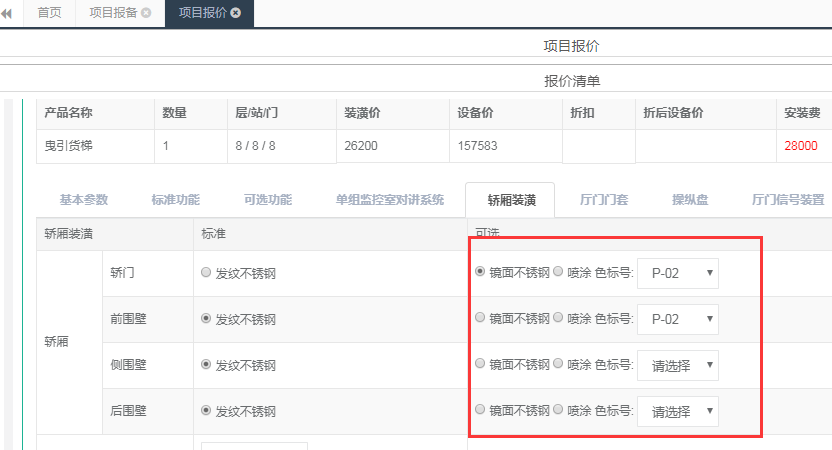 首页 项目报备 项目报价
项目报价
报价清单
产品名称 数量 层/站/门 装潢价 设备价 折扣 折后设备价 安装费
曳引货梯 1 8 / 8 / 8 26200 157583 28000
基本参数 标准功能 可选功能 单组监控室对讲系统 轿厢装潢 厅门门套 操纵盘 厅门信号装置
轿厢装潢 标准 可选
轿门 发纹不锈钢 镜面不锈钢 喷涂 色标号: P-02
前围壁 发纹不锈钢 镜面不锈钢 喷涂 色标号: P-02
轿厢
侧围壁 发纹不锈钢 镜面不锈钢 喷涂 色标号: 请选择
后围壁 发纹不锈钢 镜面不锈钢 喷涂 色标号: 请选择